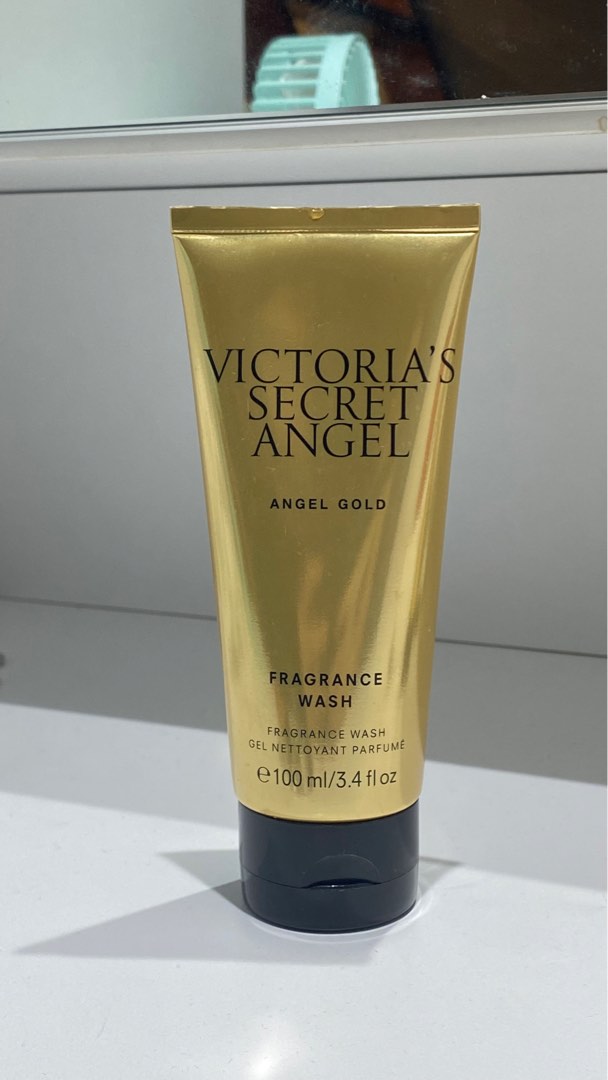 VICTORIA'S
SECRET
ANGEL
ANGEL GOLD
FRAGRANCE
WASH
FRAGRANCE WASH
GEL NETTOYANT PARFUMÉ
℮100 ml/3.4 fl oz